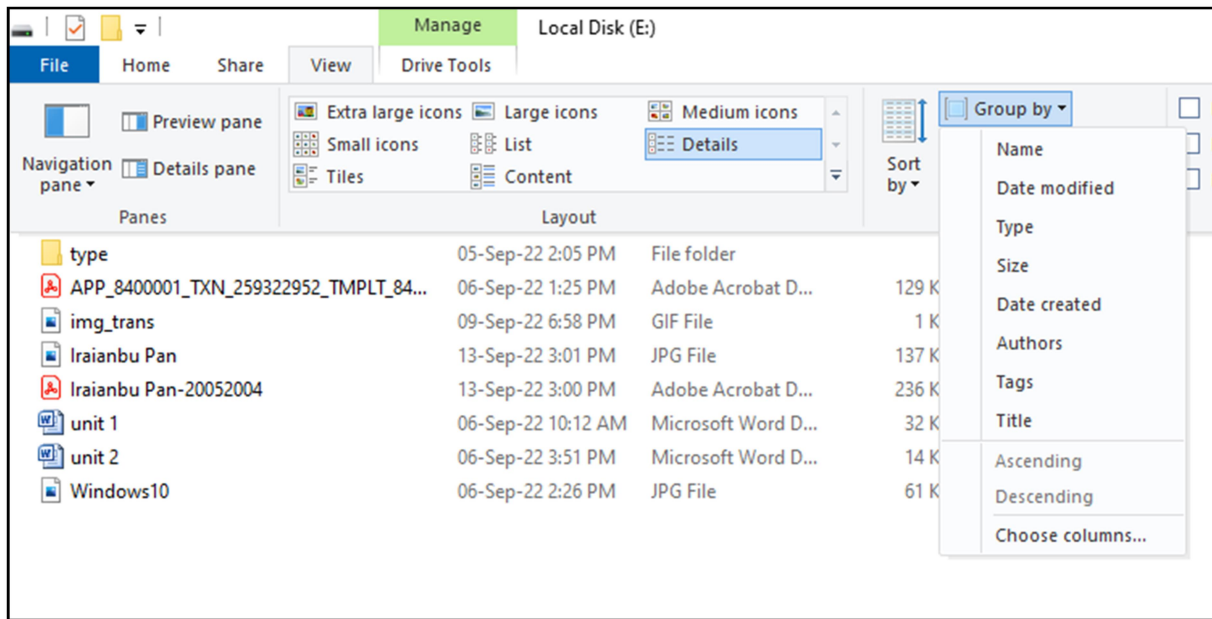 Manage Local Disk (E:)
File Home Share View Drive Tools
Navigation pane
Preview pane
Details pane
Panes
Extra large icons Large icons Medium icons
Small icons List Details
Tiles Content
Layout
Sort by
Group by
Name
Date modified
Type
Size
Date created
Authors
Tags
Title
Ascending
Descending
Choose columns...
type 05-Sep-22 2:05 PM File folder
APP_8400001_TXN_259322952_TMPLT_84... 06-Sep-22 1:25 PM Adobe Acrobat D... 129 K
img_trans 09-Sep-22 6:58 PM GIF File 1 K
Iraianbu Pan 13-Sep-22 3:01 PM JPG File 137 K
Iraianbu Pan-20052004 13-Sep-22 3:00 PM Adobe Acrobat D... 236 K
unit 1 06-Sep-22 10:12 AM Microsoft Word D... 32 K
unit 2 06-Sep-22 3:51 PM Microsoft Word D... 14 K
Windows10 06-Sep-22 2:26 PM JPG File 61 K